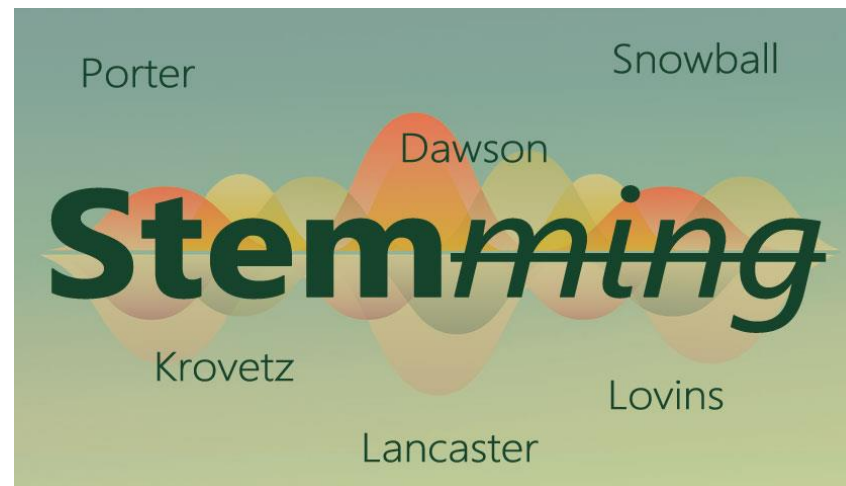 Snowball
Porter
Dawson
Stemming
Krovetz
Lovins
Lancaster